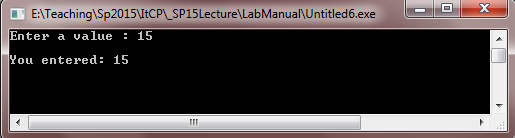 E:\Teaching\Sp2015\ItCP\_SP15Lecture\LabManual\Untitled6.exe
Enter a value : 15
You entered: 15